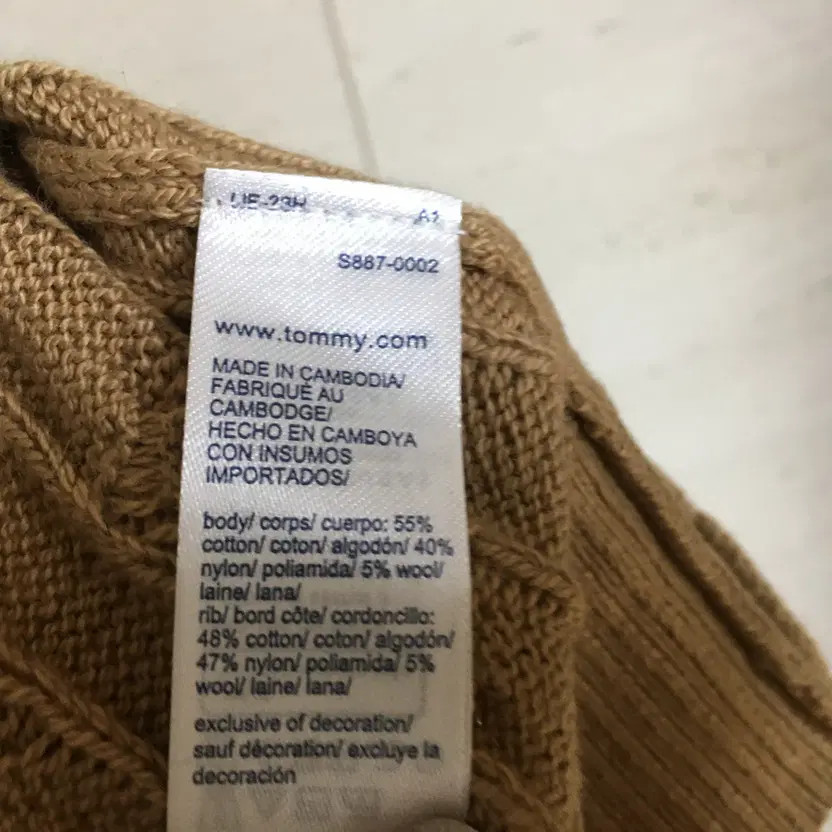 A1
S887-0002
www.tommy.com
MADE IN CAMBODIA/
FABRIQUÉ AU
CAMBODGE/
HECHO EN CAMBOYA
CON INSUMOS
IMPORTADOS/
body/ corps/ cuerpo: 55%
cotton/ coton/ algodón/ 40%
nylon/ poliamida/ 5% wool/
laine/ lana/
rib/ bord côte/ cordoncillo:
48% cotton/ coton/ algodón/
47% nylon/ poliamida/ 5%
wool/ laine/ lana/
exclusive of decoration/
sauf décoration/ excluye la
decoración